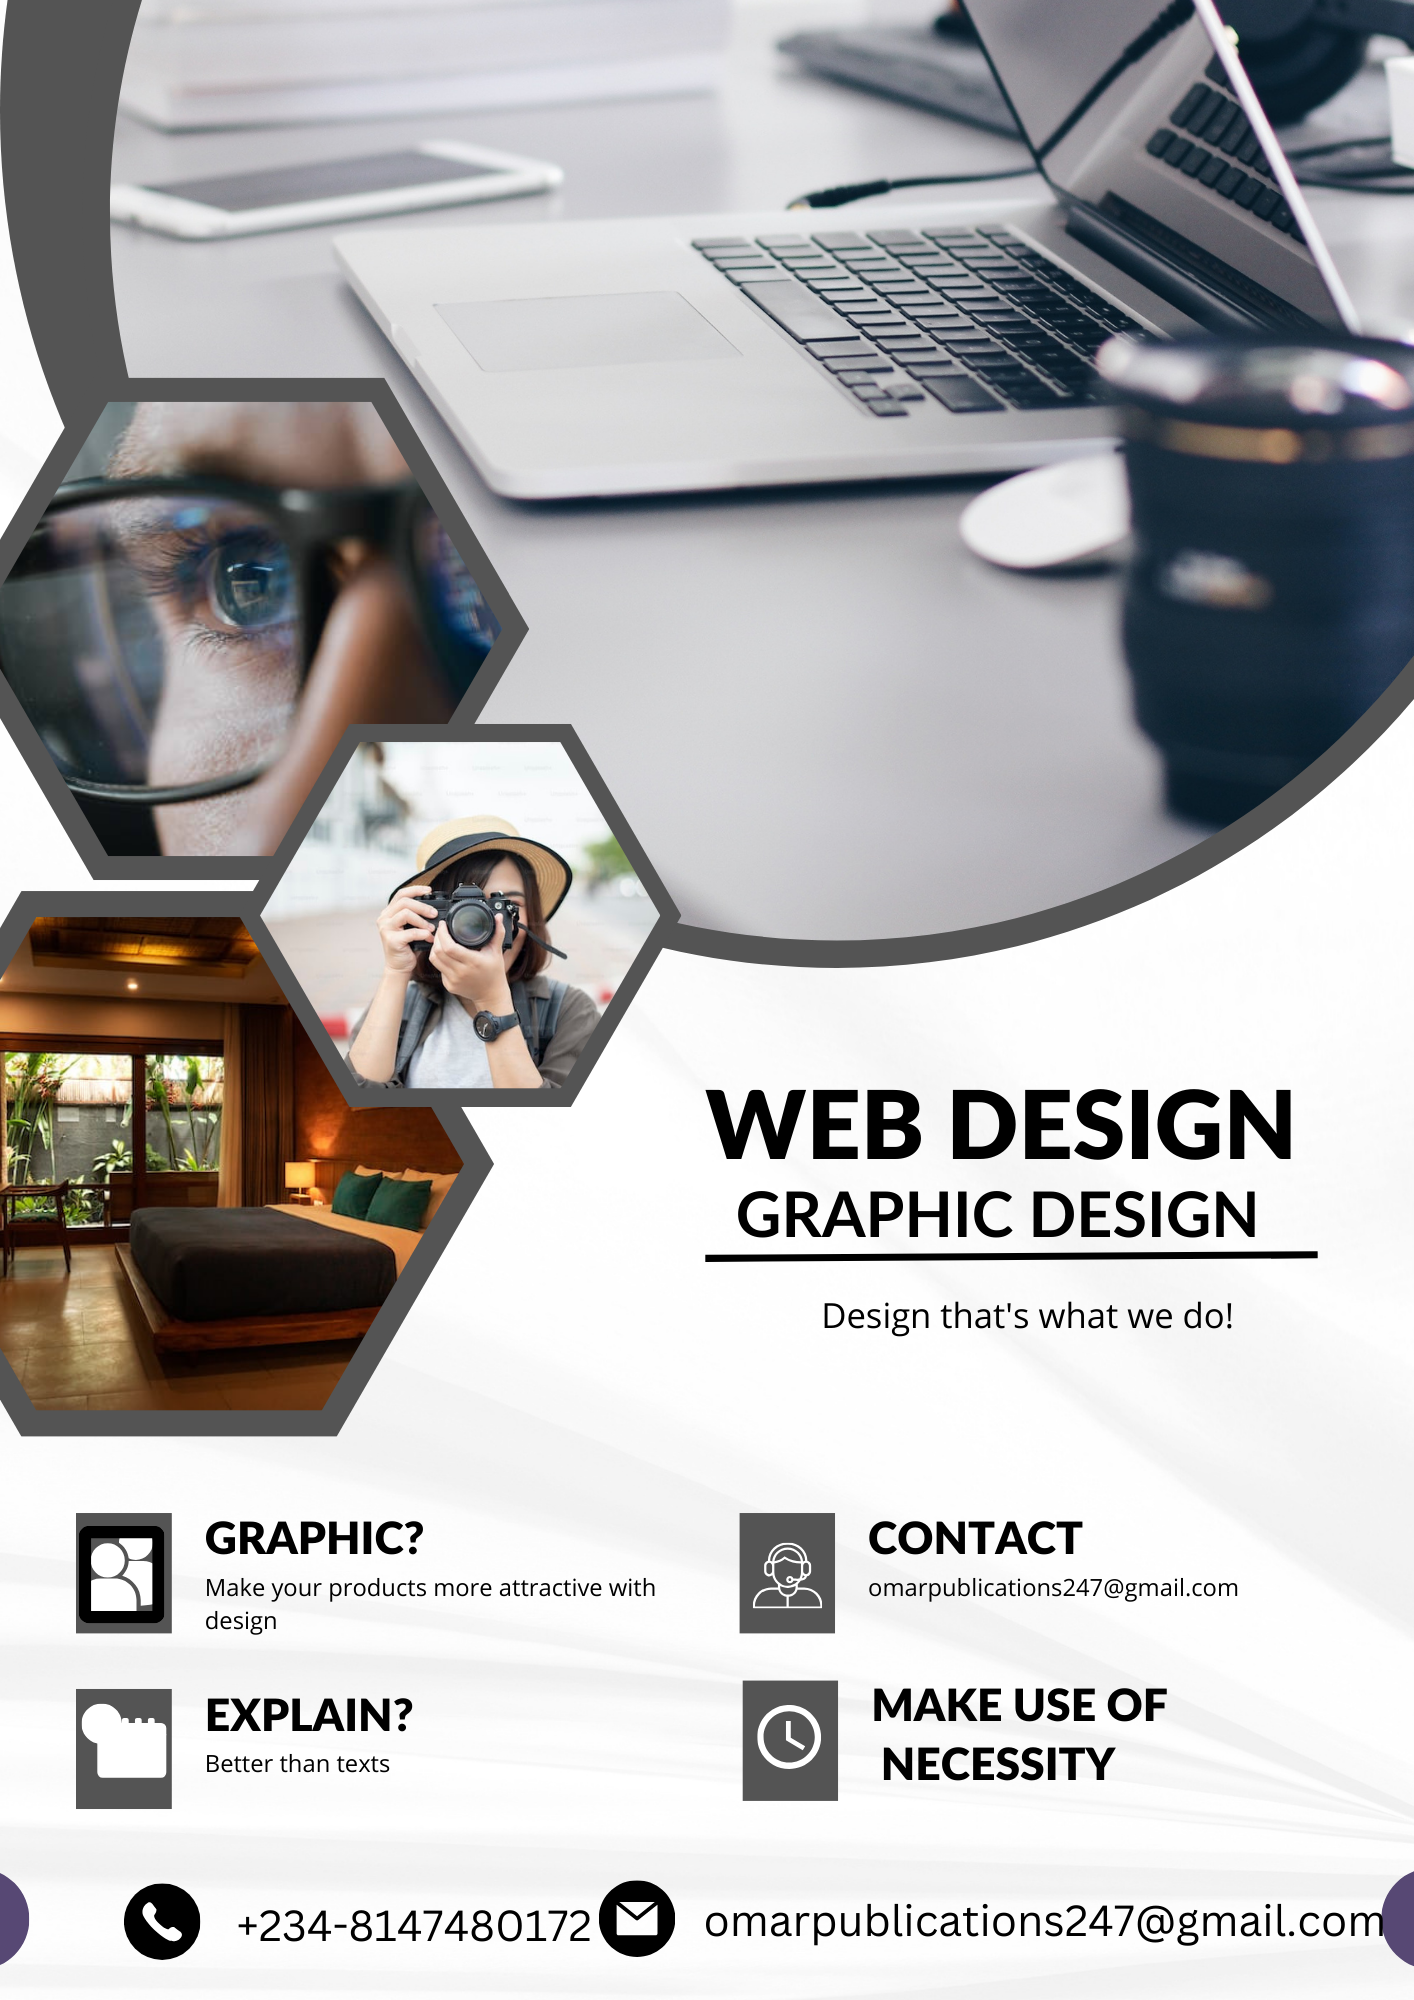 WEB DESIGN
GRAPHIC DESIGN
Design that's what we do!
GRAPHIC?
Make your products more attractive with
design
EXPLAIN?
Better than texts
CONTACT
omarpublications247@gmail.com
MAKE USE OF
NECESSITY
+234-8147480172
omarpublications247@gmail.com